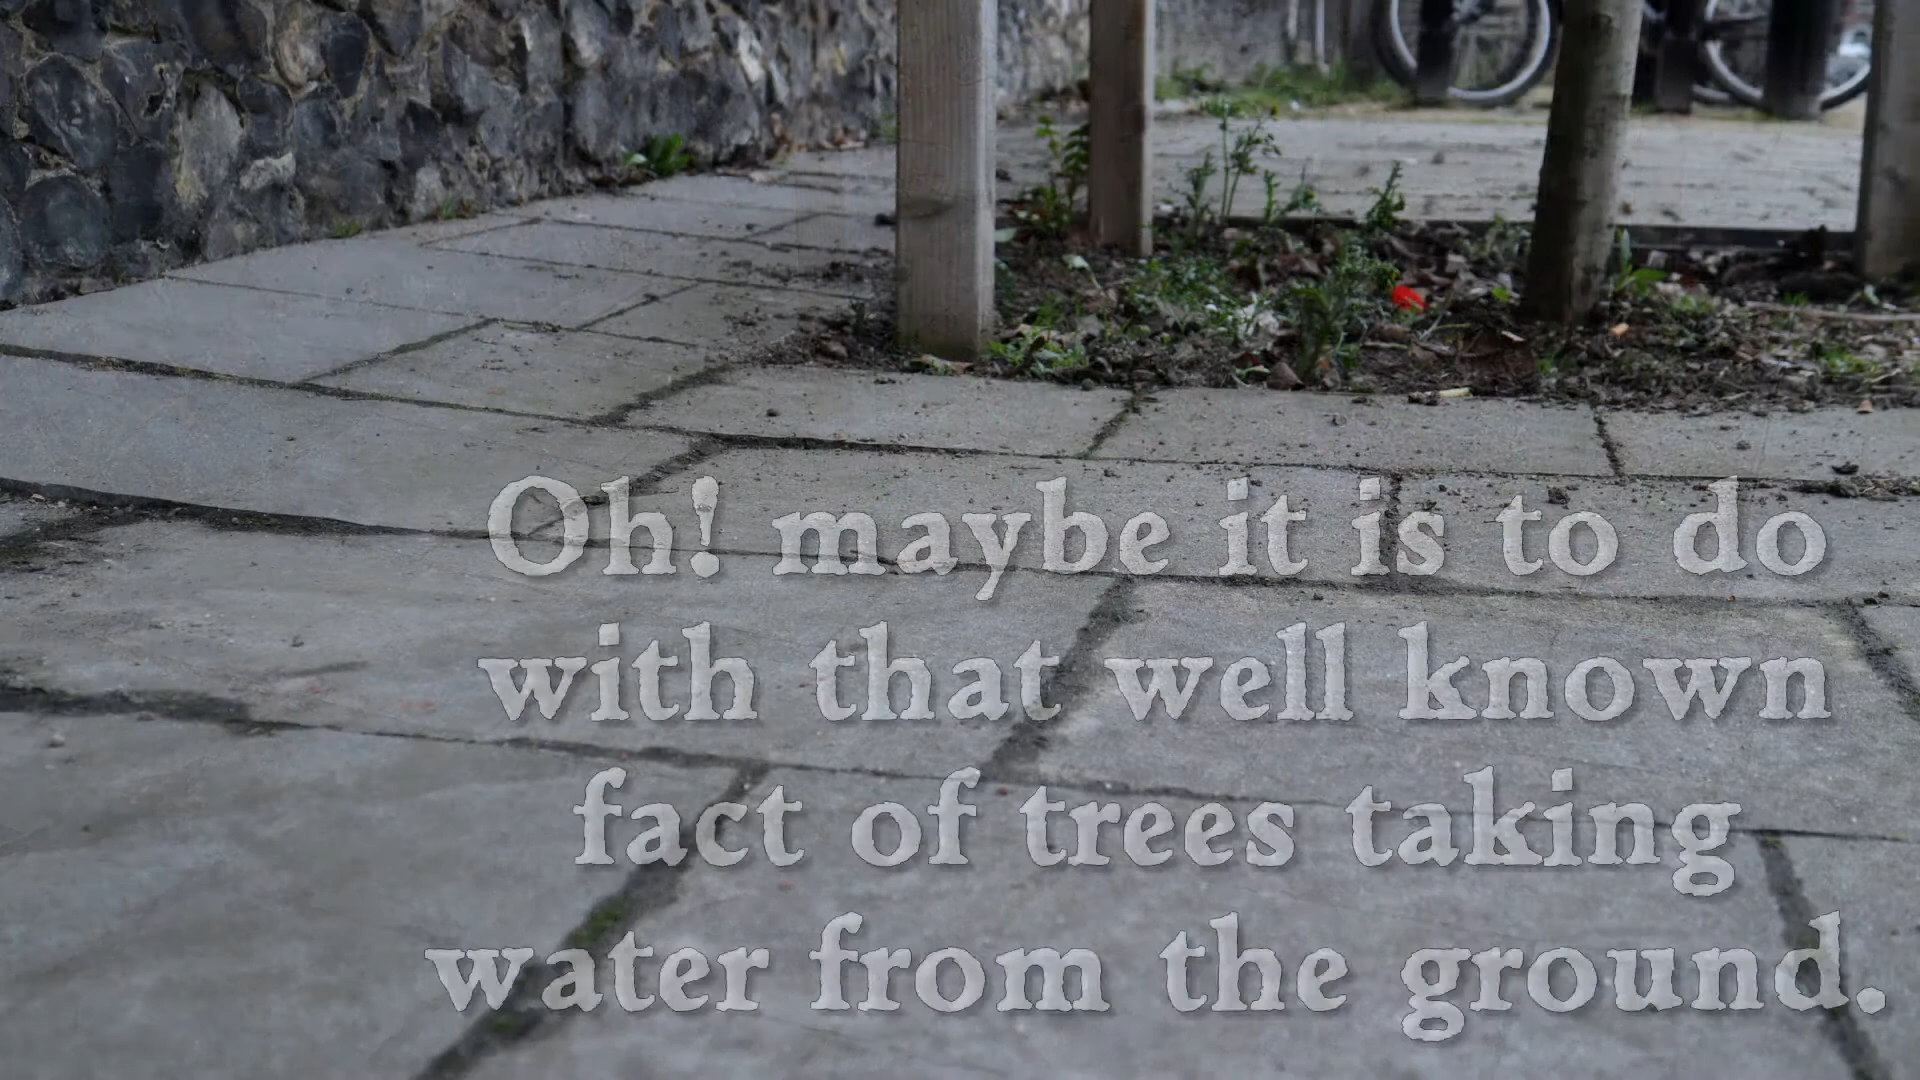 Oh! maybe it is to do
with that well known
fact of trees taking
water from the ground.